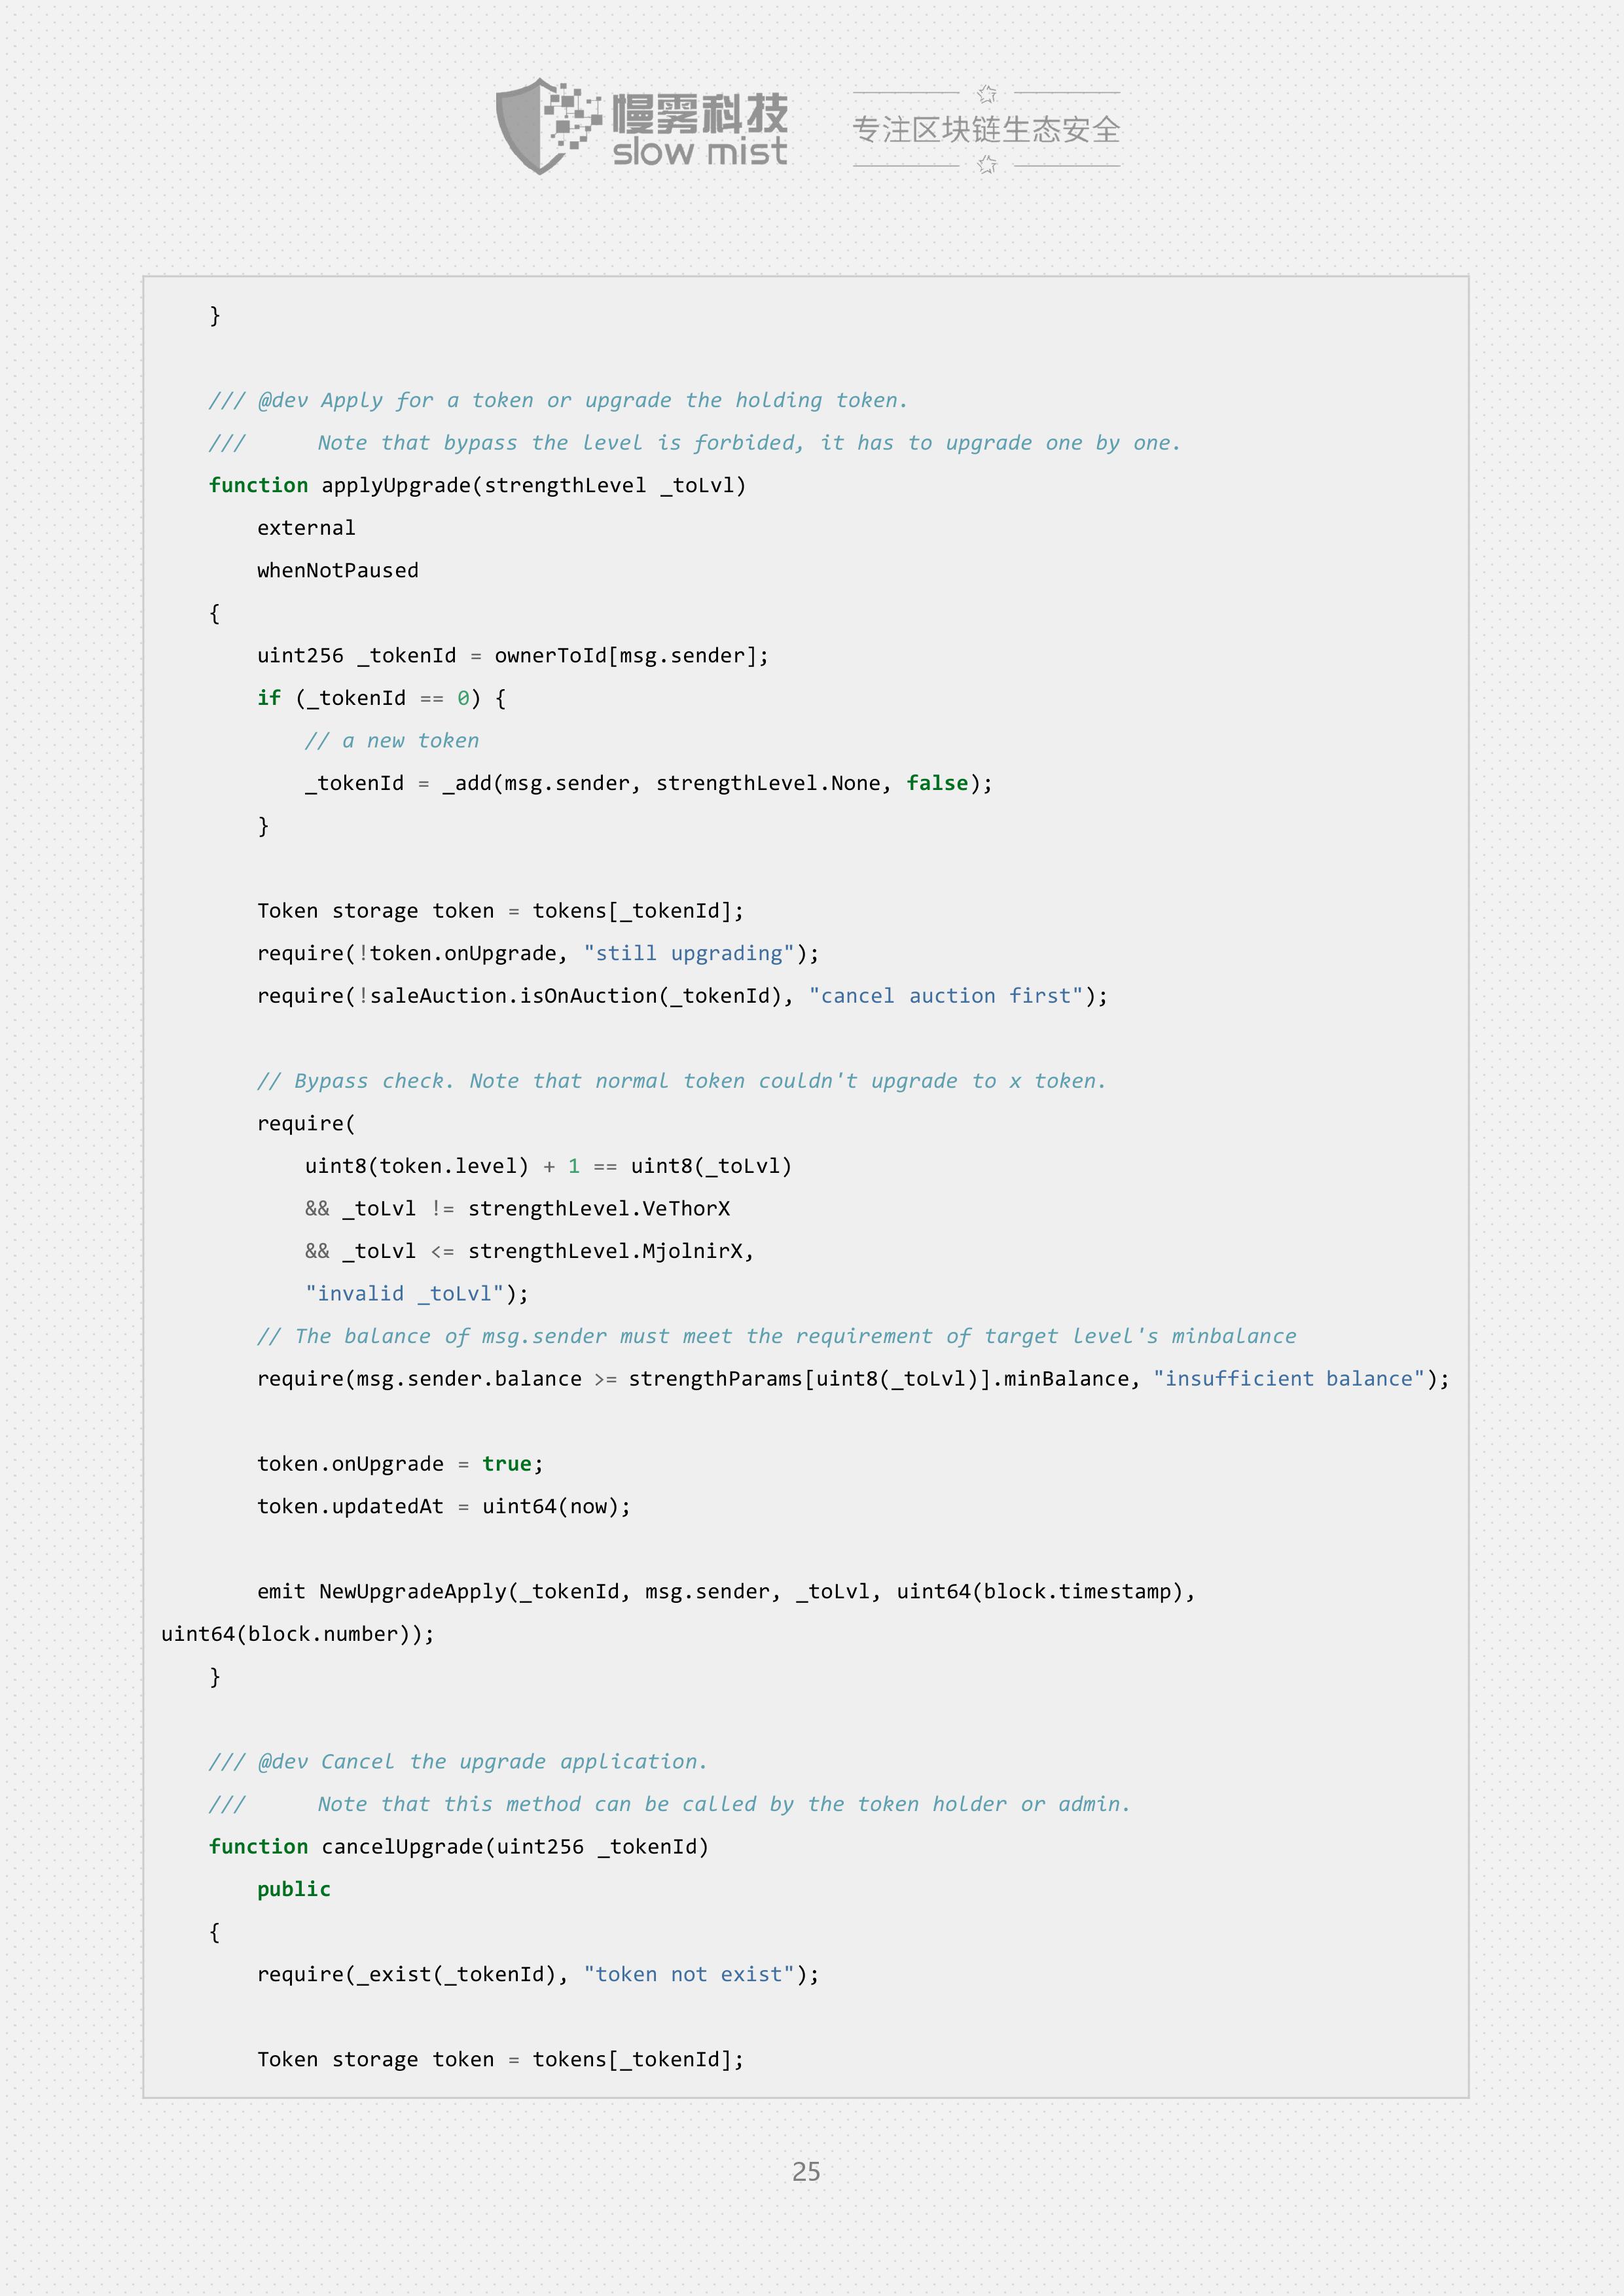 慢雾科技
slow mist
专注区块链生态安全
}
/// @dev Apply for a token or upgrade the holding token.
///      Note that bypass the level is forbided, it has to upgrade one by one.
function applyUpgrade(strengthLevel _toLvl)
external
whenNotPaused
{
uint256 _tokenId = ownerToId[msg.sender];
if (_tokenId == 0) {
// a new token
_tokenId = _add(msg.sender, strengthLevel.None, false);
}
Token storage token = tokens[_tokenId];
require(!token.onUpgrade, "still upgrading");
require(!saleAuction.isOnAuction(_tokenId), "cancel auction first");
// Bypass check. Note that normal token couldn't upgrade to x token.
require(
uint8(token.level) + 1 == uint8(_toLvl)
&& _toLvl != strengthLevel.VeThorX
&& _toLvl <= strengthLevel.MjolnirX,
"invalid _toLvl");
// The balance of msg.sender must meet the requirement of target level's minbalance
require(msg.sender.balance >= strengthParams[uint8(_toLvl)].minBalance, "insufficient balance");
token.onUpgrade = true;
token.updatedAt = uint64(now);
emit NewUpgradeApply(_tokenId, msg.sender, _toLvl, uint64(block.timestamp),
uint64(block.number));
}
/// @dev Cancel the upgrade application.
///      Note that this method can be called by the token holder or admin.
function cancelUpgrade(uint256 _tokenId)
public
{
require(_exist(_tokenId), "token not exist");
Token storage token = tokens[_tokenId];
25